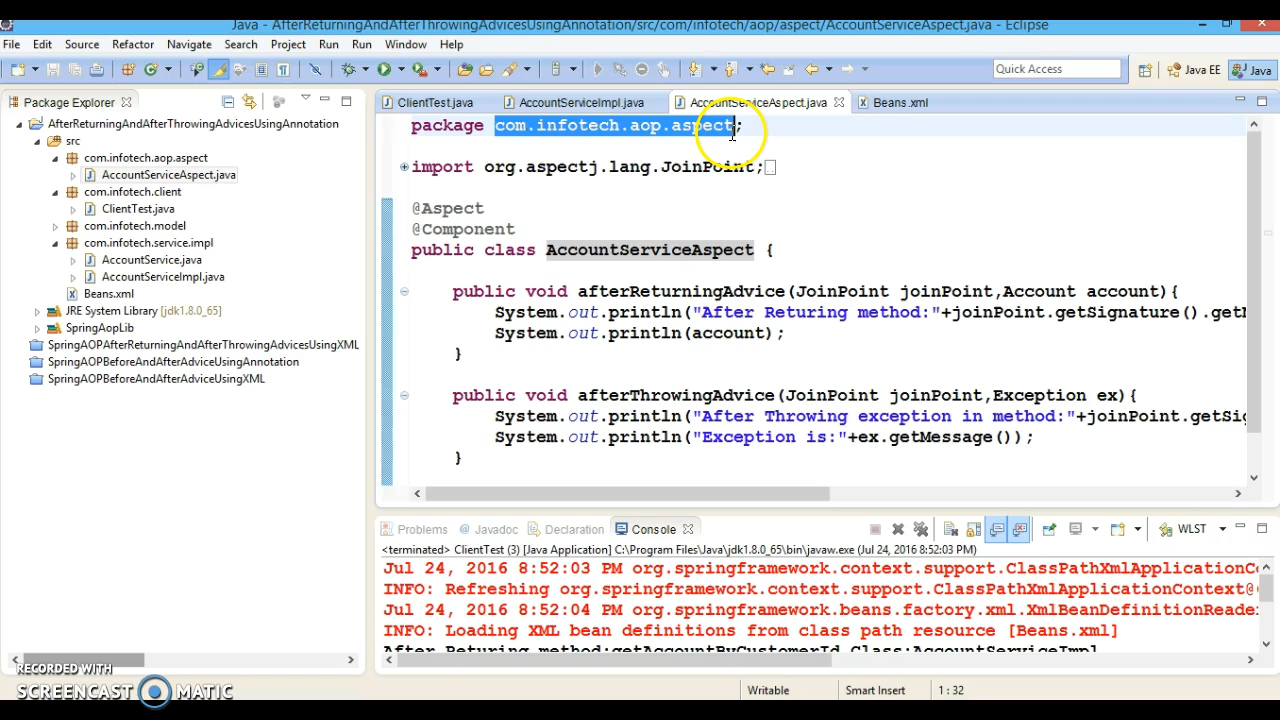 Java - AfterReturningAndAfterThrowingAdvicesUsingAnnotation/src/com/infotech/aop/aspect/AccountServiceAspect.java - Eclipse
File Edit Source Refactor Navigate Search Project Run Run Window Help
Quick Access Java EE Java
Package Explorer
AfterReturningAndAfterThrowingAdvicesUsingAnnotation
src
com.infotech.aop.aspect
AccountServiceAspect.java
com.infotech.client
ClientTest.java
com.infotech.model
com.infotech.service.impl
AccountService.java
AccountServiceImpl.java
Beans.xml
JRE System Library [jdk1.8.0_65]
SpringAopLib
SpringAOPAfterReturningAndAfterThrowingAdvicesUsingXML
SpringAOPBeforeAndAfterAdviceUsingAnnotation
SpringAOPBeforeAndAfterAdviceUsingXML
ClientTest.java AccountServiceImpl.java AccountServiceAspect.java Beans.xml
package com.infotech.aop.aspect;
import org.aspectj.lang.JoinPoint;
@Aspect
@Component
public class AccountServiceAspect {
public void afterReturningAdvice(JoinPoint joinPoint,Account account){
System.out.println("After Returing method:"+joinPoint.getSignature().getN
System.out.println(account);
}
public void afterThrowingAdvice(JoinPoint joinPoint,Exception ex){
System.out.println("After Throwing exception in method:"+joinPoint.getSig
System.out.println("Exception is:"+ex.getMessage());
}
Problems Javadoc Declaration Console WLST
<terminated> ClientTest (3) [Java Application] C:\Program Files\Java\jdk1.8.0_65\bin\javaw.exe (Jul 24, 2016 8:52:03 PM)
Jul 24, 2016 8:52:03 PM org.springframework.context.support.ClassPathXmlApplicationCo
INFO: Refreshing org.springframework.context.support.ClassPathXmlApplicationContext@
Jul 24, 2016 8:52:04 PM org.springframework.beans.factory.xml.XmlBeanDefinitionReade
INFO: Loading XML bean definitions from class path resource [Beans.xml]
After Returing method:getAccountByCustomerId Class:AccountServiceImpl
Writable Smart Insert 1 : 32
RECORDED WITH
SCREENCAST MATIC